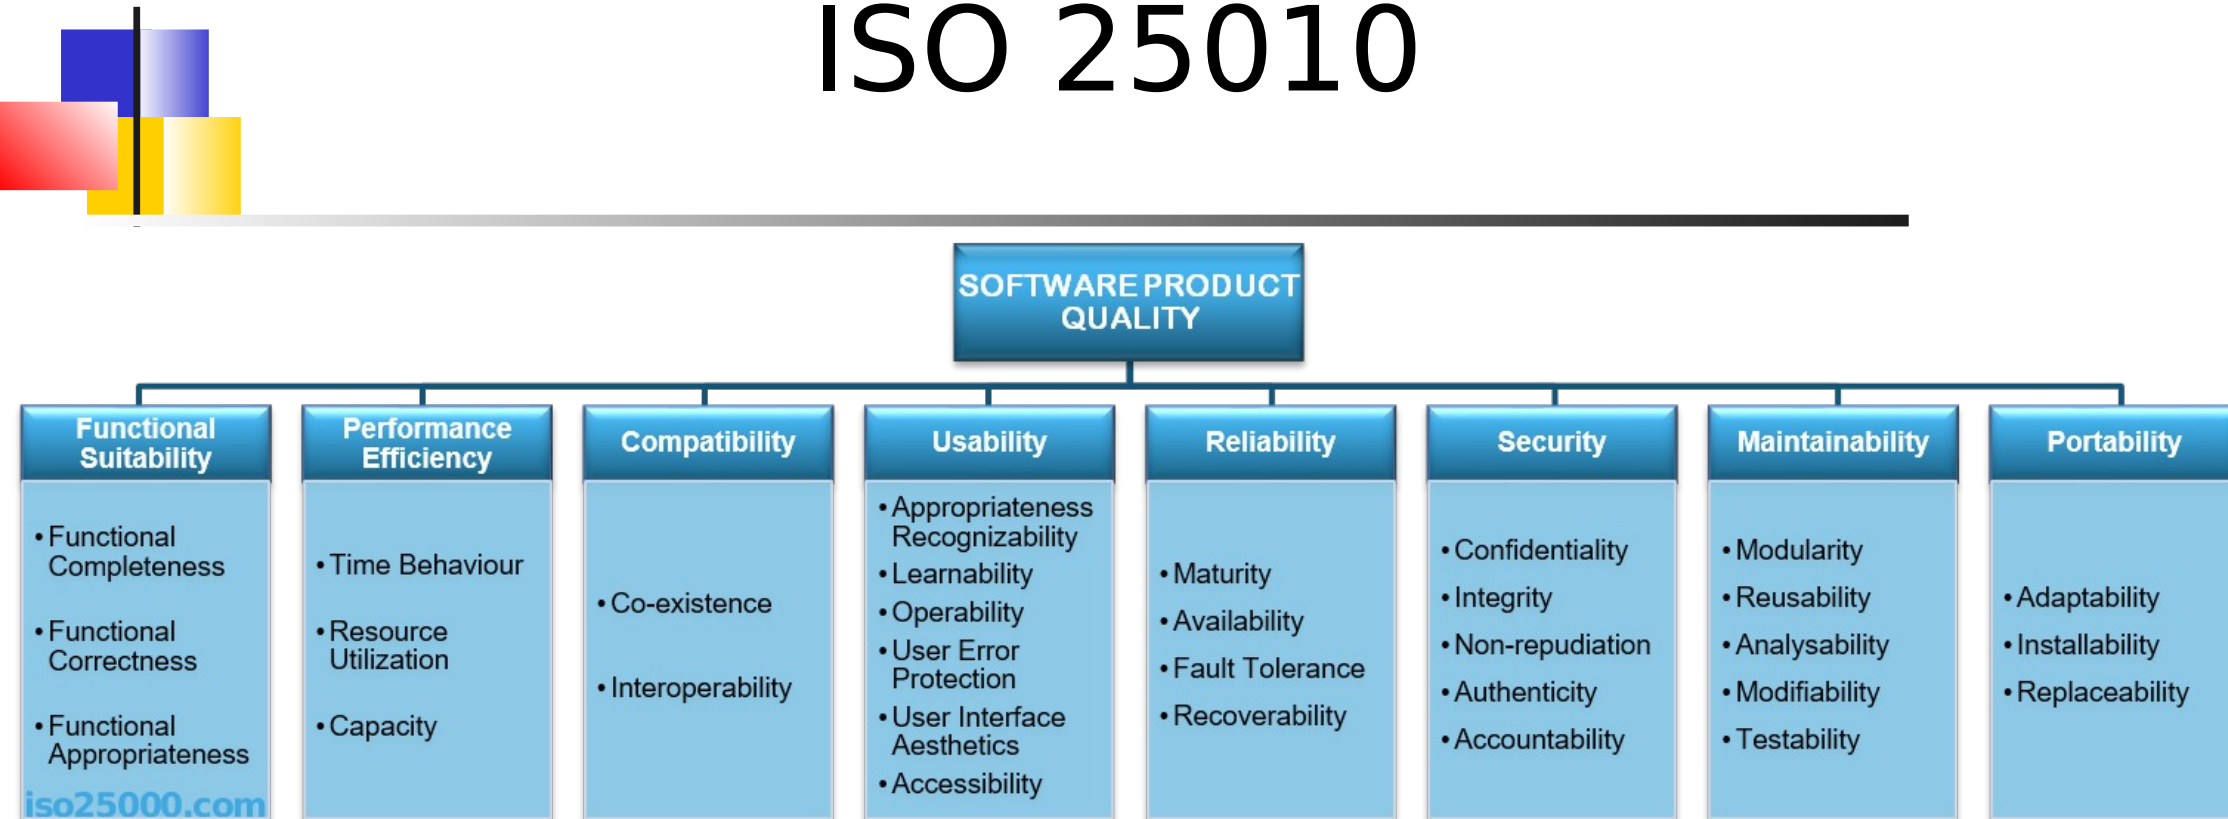 ISO 25010
SOFTWARE PRODUCT
QUALITY
Functional
Suitability
• Functional
Completeness
• Functional
Correctness
• Functional
Appropriateness
iso25000.com
Performance
Efficiency
• Time Behaviour
• Resource
Utilization
• Capacity
Compatibility
• Co-existence
• Interoperability
Usability
• Appropriateness
Recognizability
• Learnability
• Operability
• User Error
Protection
• User Interface
Aesthetics
• Accessibility
Reliability
• Maturity
• Availability
• Fault Tolerance
• Recoverability
Security
• Confidentiality
• Integrity
• Non-repudiation
• Authenticity
• Accountability
Maintainability
• Modularity
• Reusability
• Analysability
• Modifiability
• Testability
Portability
• Adaptability
• Installability
• Replaceability